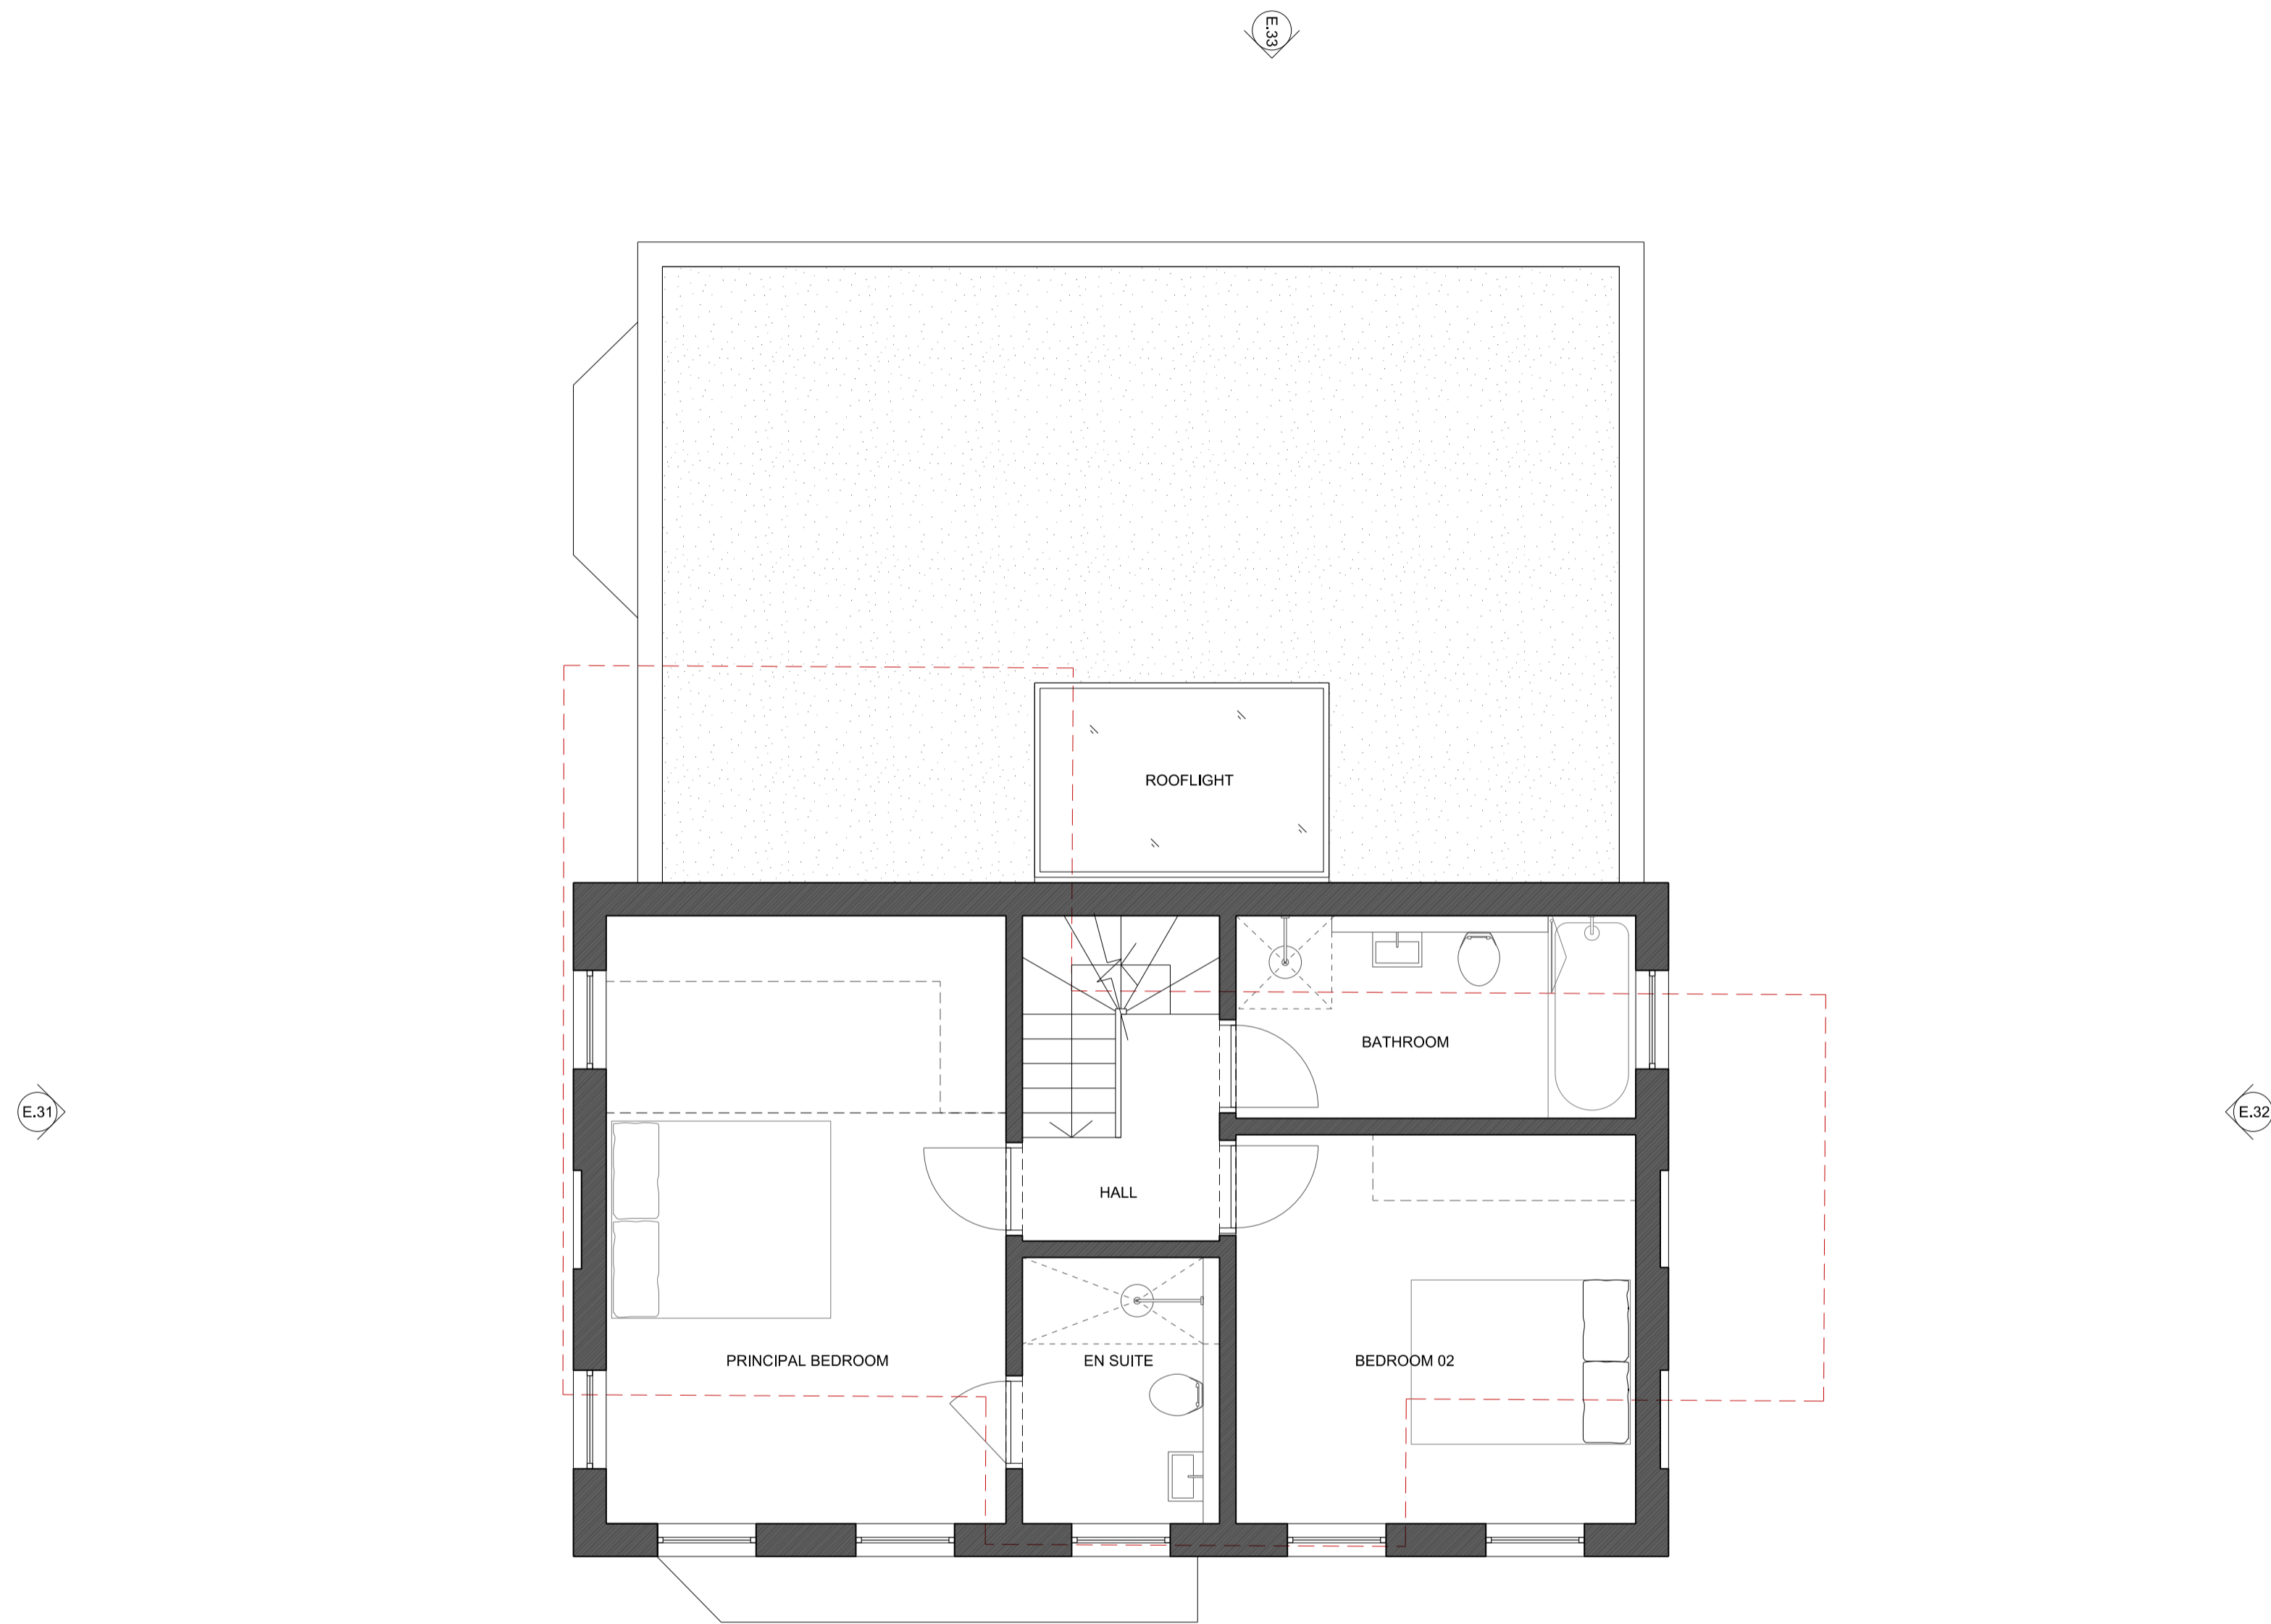 E.33
ROOFLIGHT
BATHROOM
E.31
E.32
HALL
PRINCIPAL BEDROOM
EN SUITE
BEDROOM 02